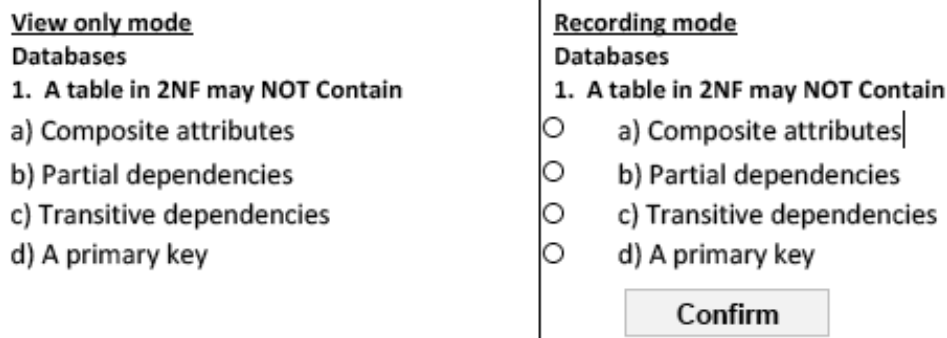 View only mode
Databases
1. A table in 2NF may NOT Contain
a) Composite attributes
b) Partial dependencies
c) Transitive dependencies
d) A primary key
Recording mode
Databases
1. A table in 2NF may NOT Contain
a) Composite attributes
b) Partial dependencies
c) Transitive dependencies
d) A primary key
Confirm